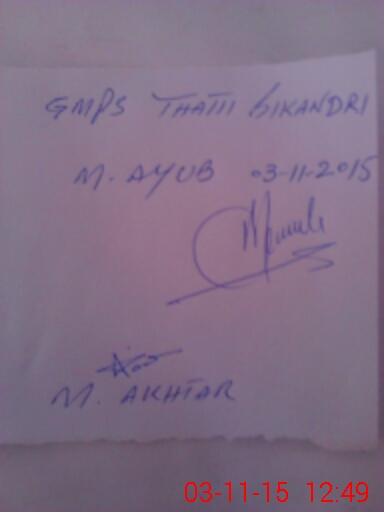 GMPS THATTI SIKANDRI
M. AYUB 03-11-2015
M. AKHTAR
03-11-15 12:49